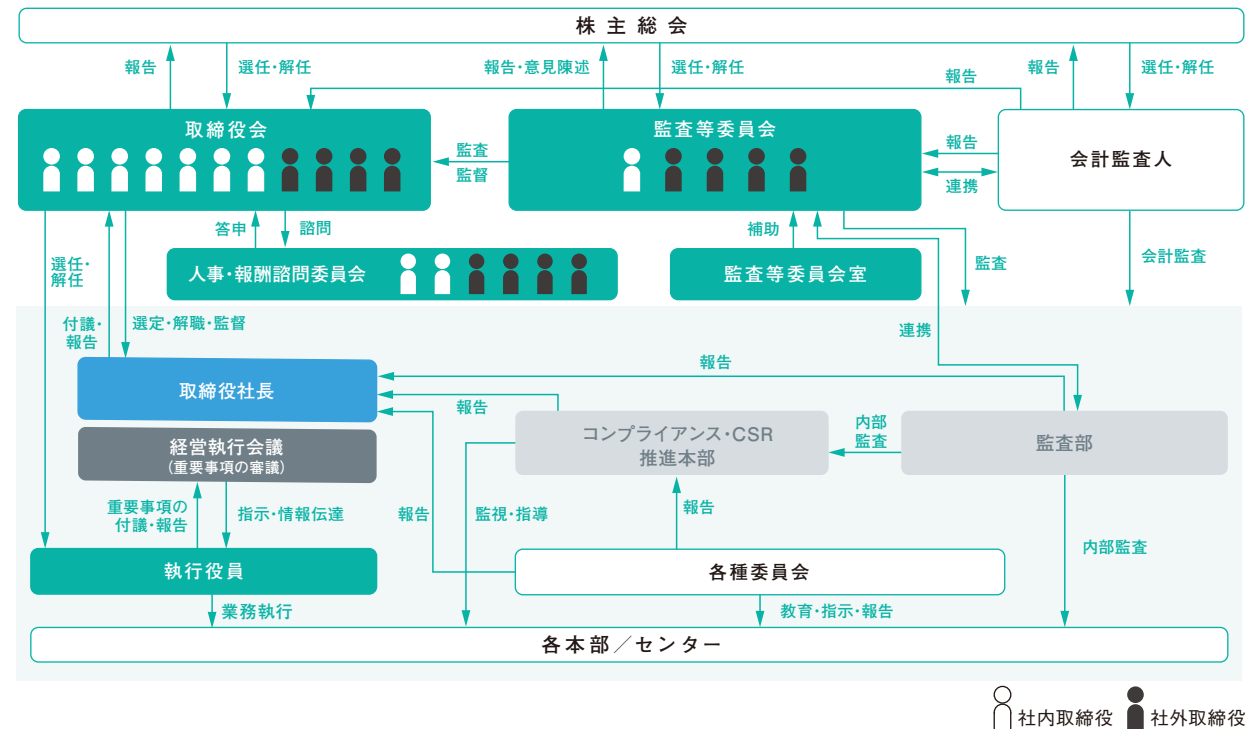 株主総会
報告
選任・解任
報告・意見陳述
選任・解任
報告
報告
選任・解任
取締役会
監査
監督
監査等委員会
報告
連携
会計監査人
答申
諮問
補助
選任・
解任
人事・報酬諮問委員会
監査等委員会室
監査
会計監査
付議・
報告
選定・解職・監督
連携
取締役社長
報告
報告
経営執行会議
(重要事項の審議)
コンプライアンス・CSR
推進本部
内部
監査
監査部
重要事項の
付議・報告
指示・情報伝達
報告
監視・指導
報告
内部監査
執行役員
各種委員会
業務執行
教育・指示・報告
各本部／センター
社内取締役
社外取締役